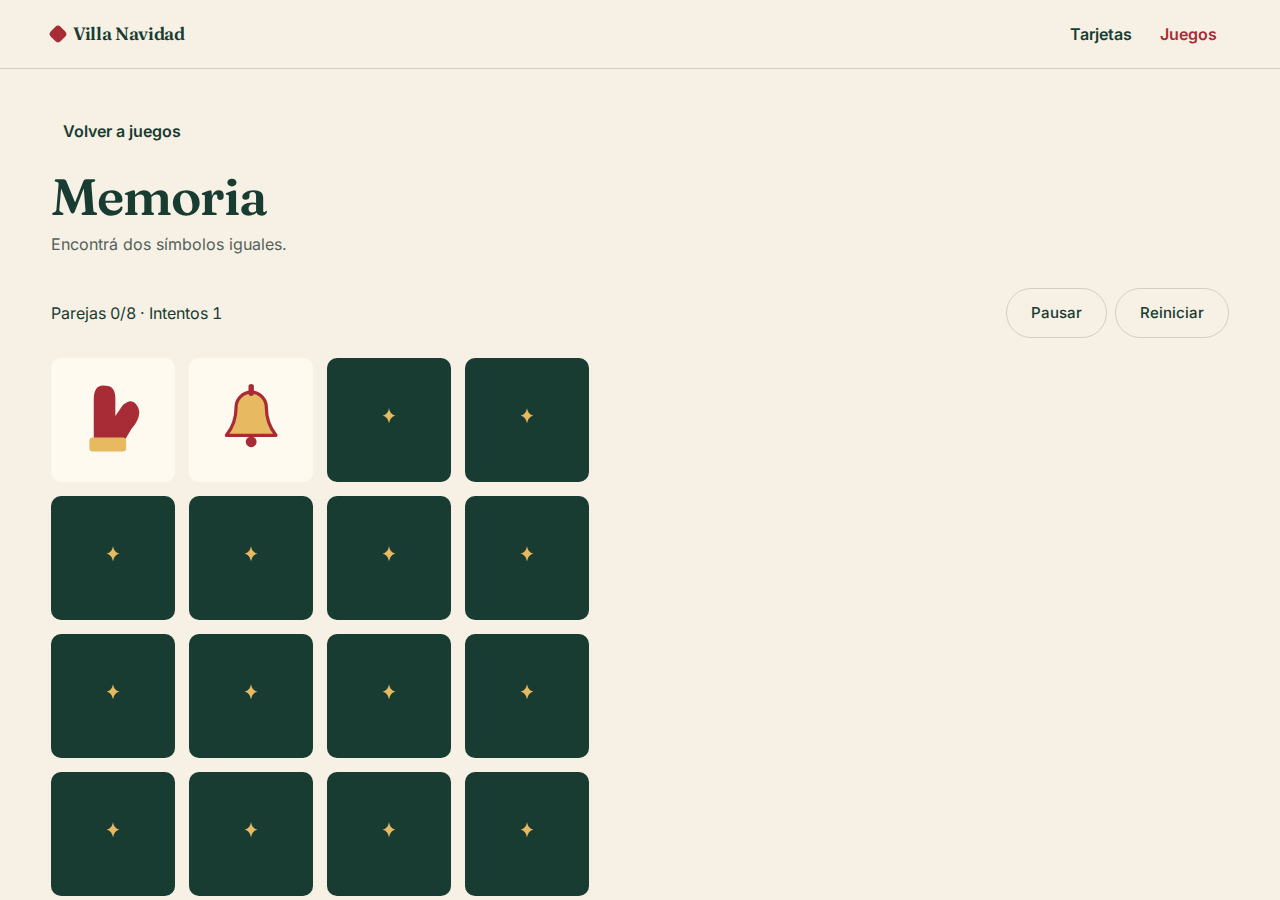 Villa Navidad
Tarjetas
Juegos
Volver a juegos
Memoria
Encontrá dos símbolos iguales.
Parejas 0/8 · Intentos 1
Pausar
Reiniciar